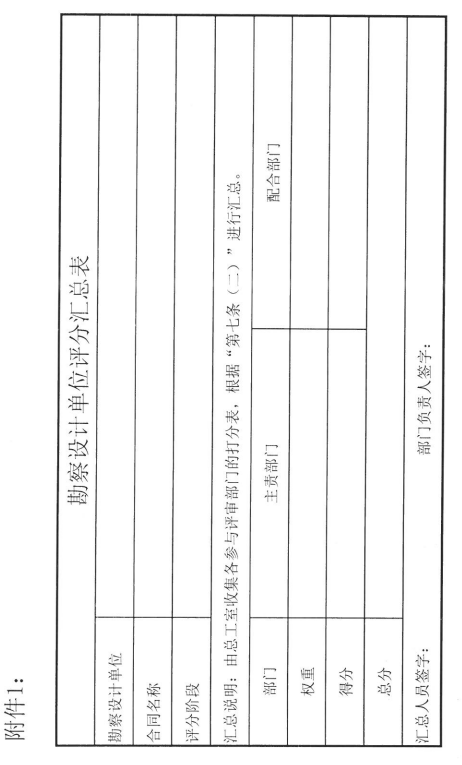 附件1：
勘察设计单位评分汇总表
勘察设计单位
合同名称
评分阶段
汇总说明：由总工室收集各参与评审部门的打分表，根据“第七条（二）”进行汇总。
部门 主责部门 配合部门
权重
得分
总分
汇总人员签字： 部门负责人签字：